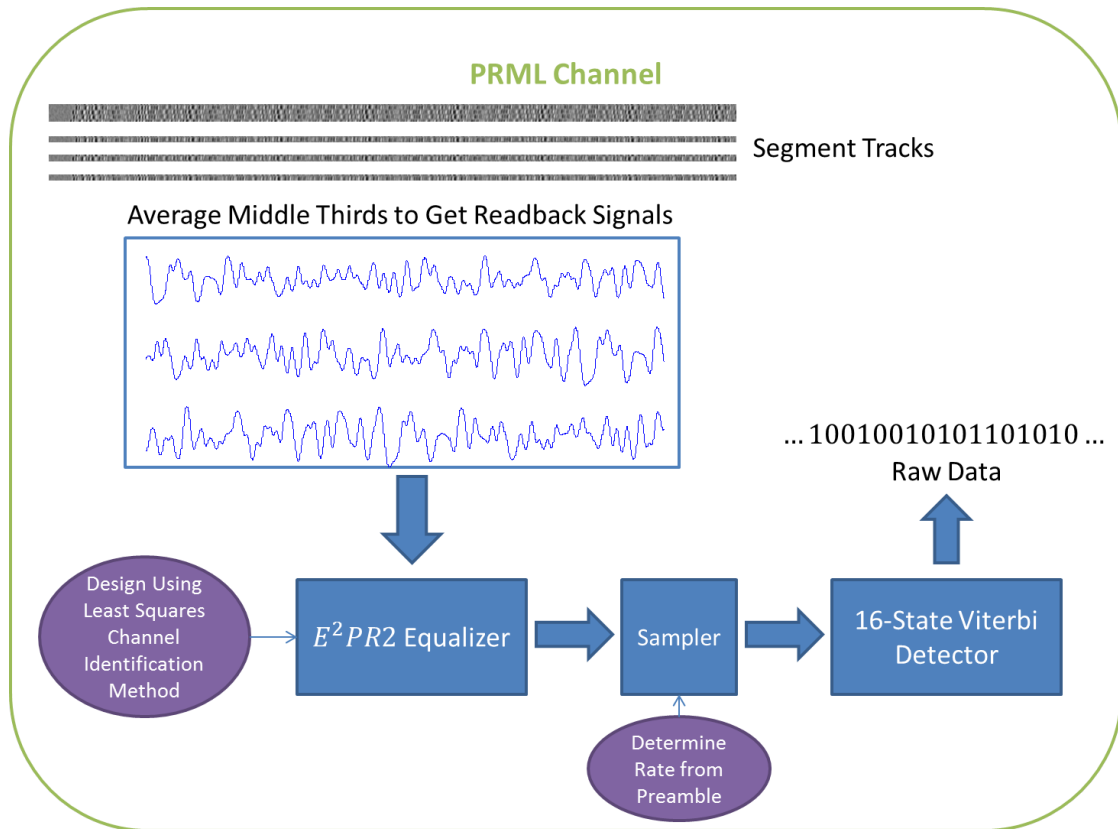 PRML Channel
Segment Tracks
Average Middle Thirds to Get Readback Signals
... 10010010101101010 ...
Raw Data
Design Using
Least Squares
Channel
Identification
Method
E²PR2 Equalizer
Sampler
16-State Viterbi
Detector
Determine
Rate from
Preamble